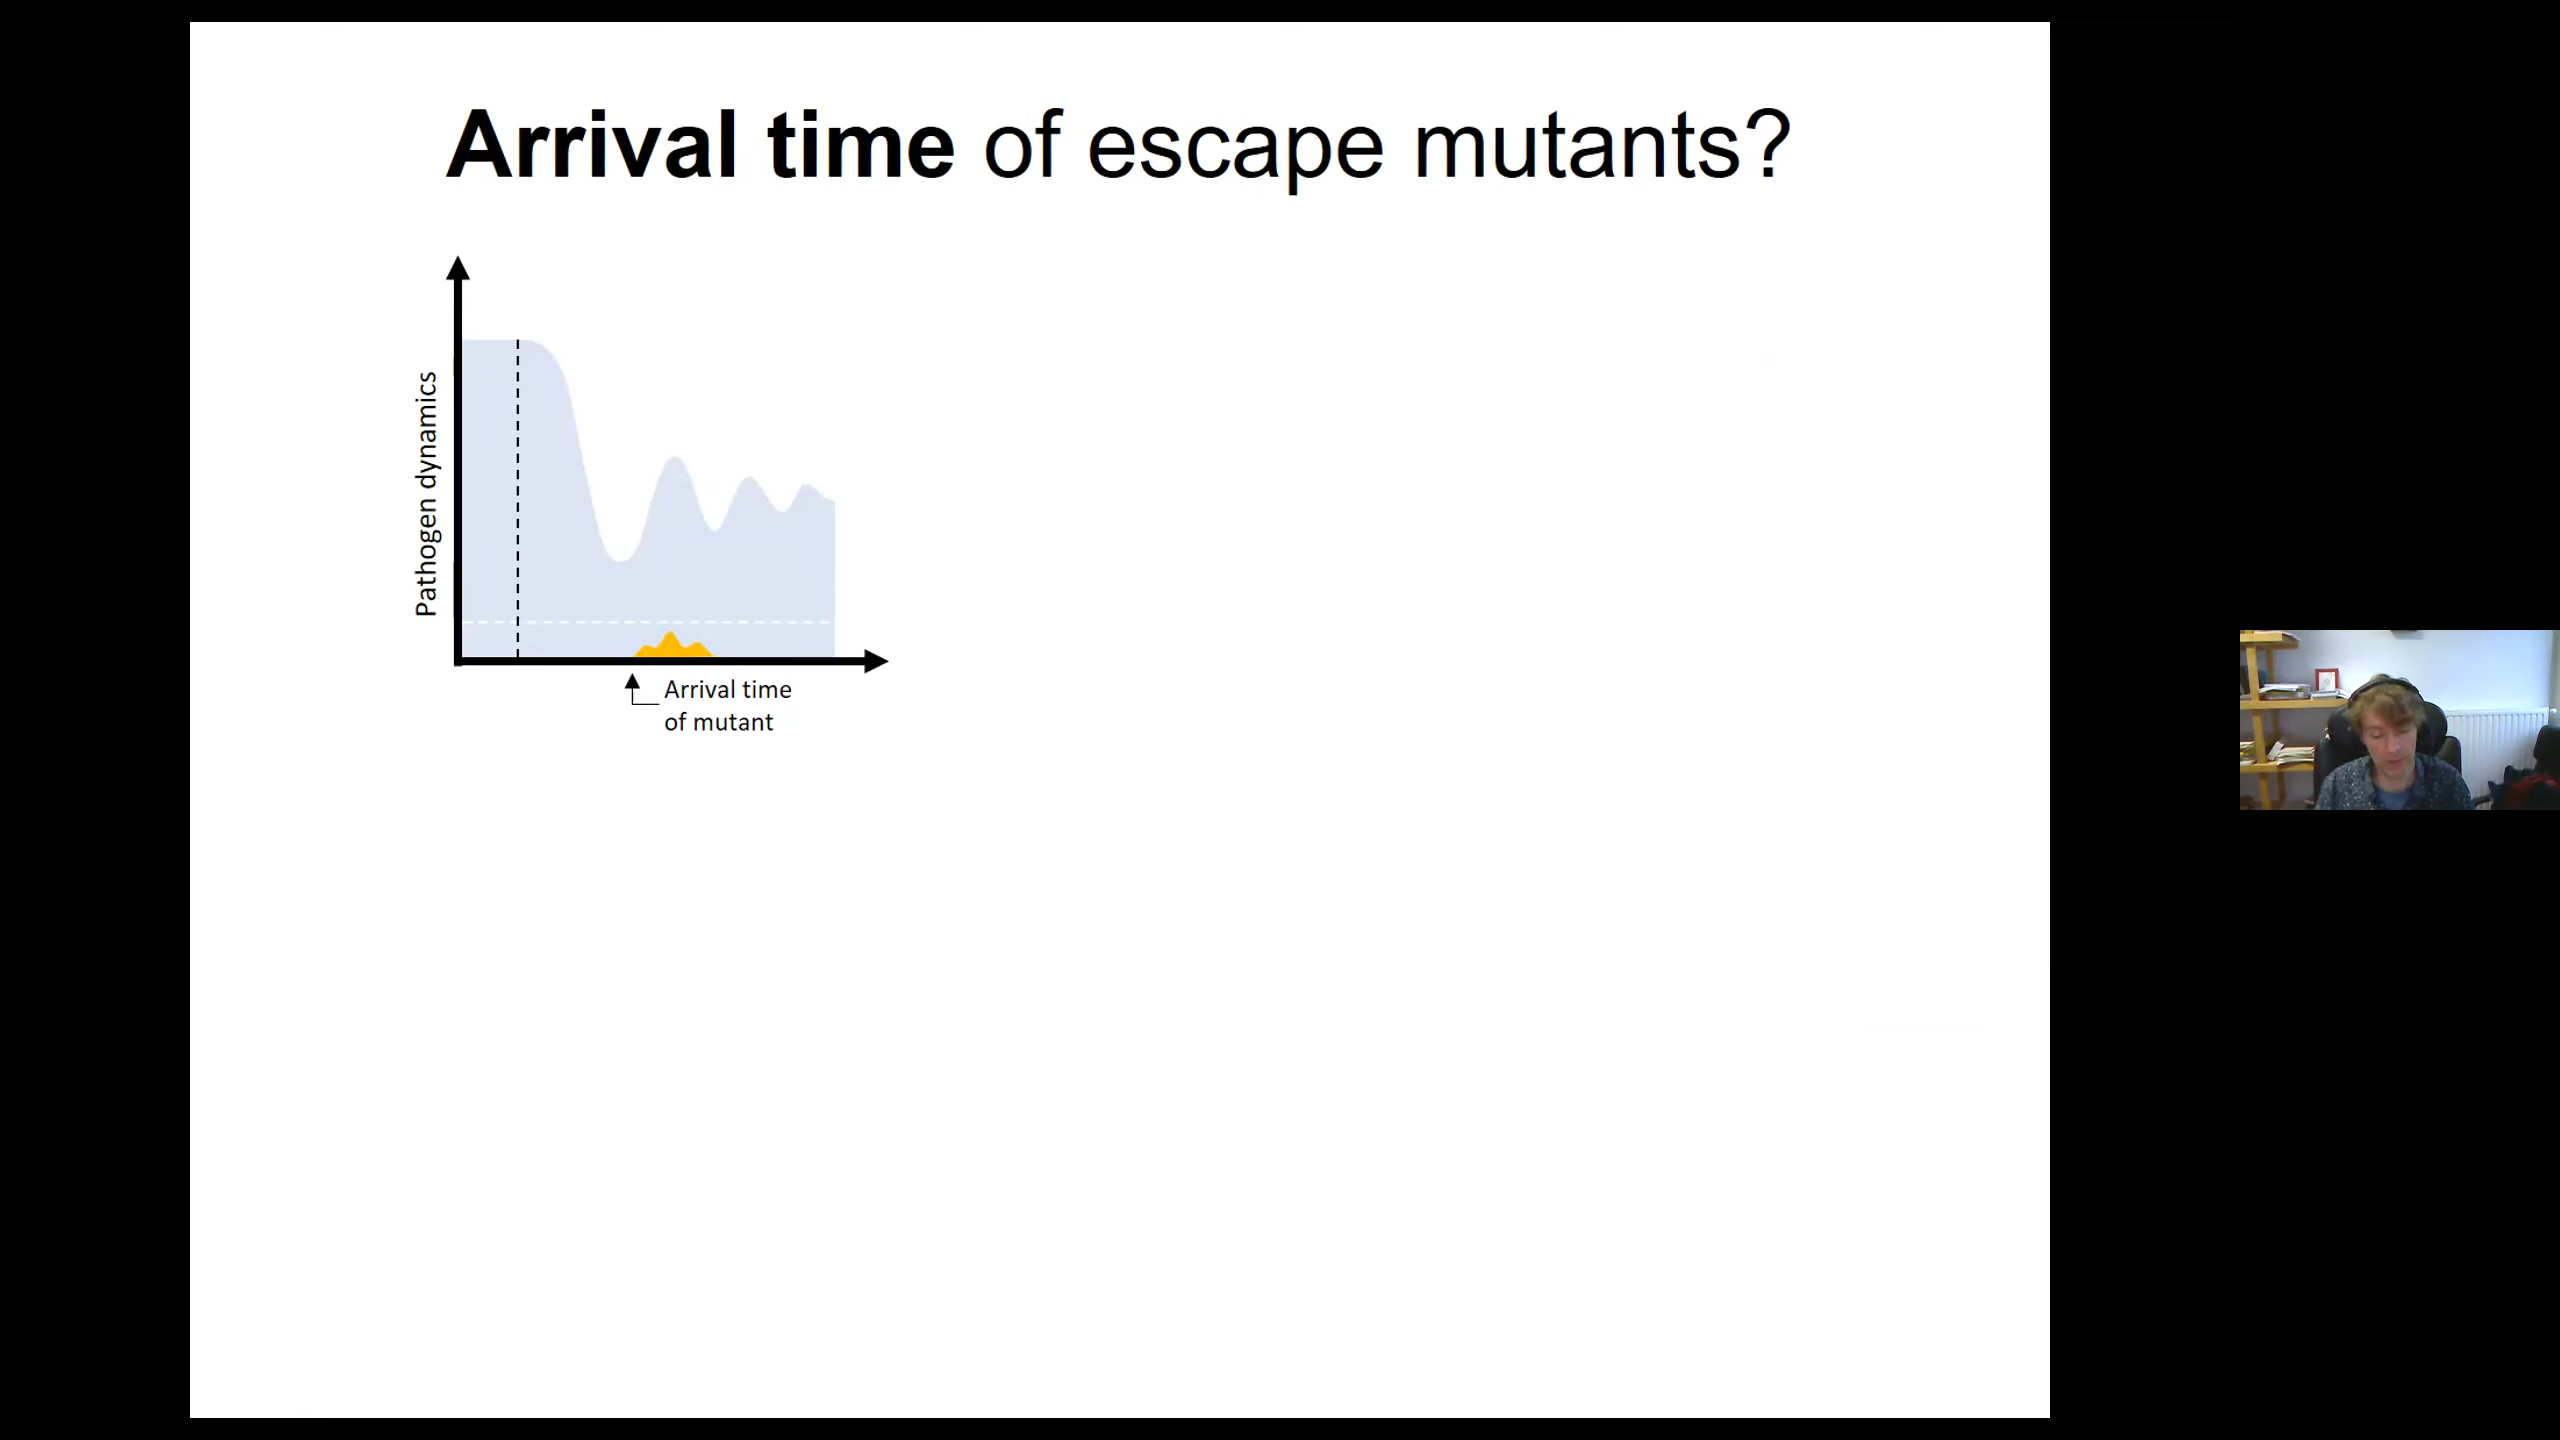 Arrival time of escape mutants?
Pathogen dynamics
Arrival time
of mutant